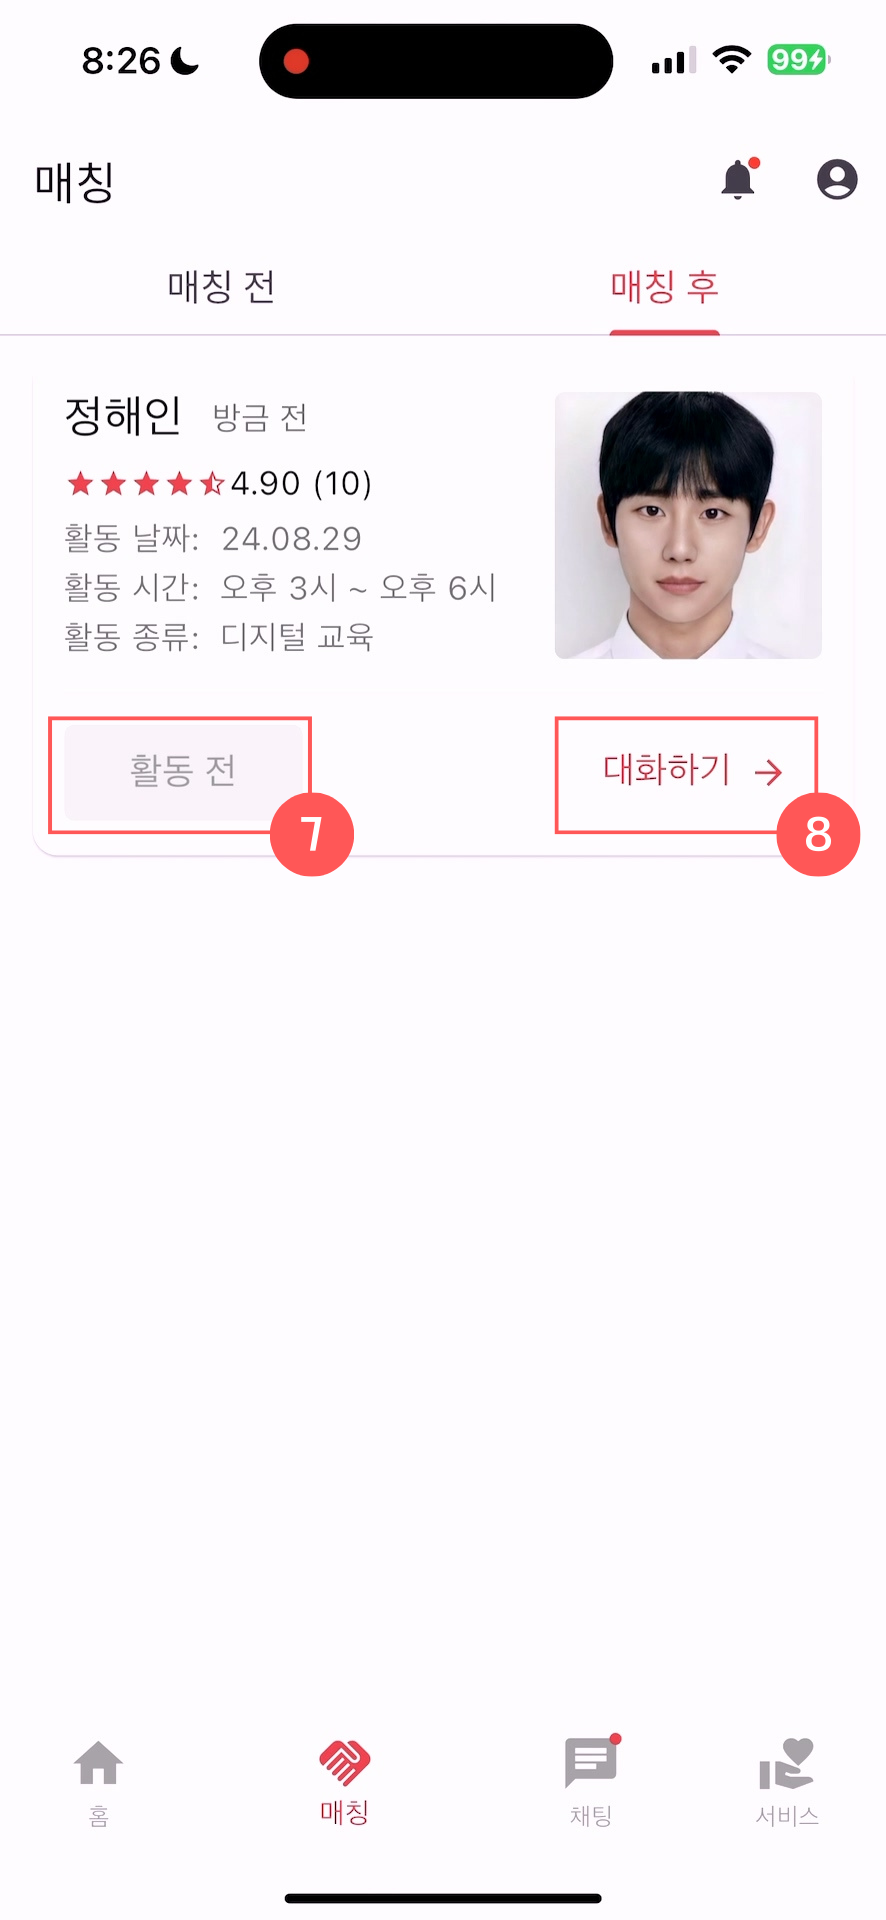 8:26
99
매칭
매칭 전
매칭 후
정해인 방금 전
4.90 (10)
활동 날짜: 24.08.29
활동 시간: 오후 3시 ~ 오후 6시
활동 종류: 디지털 교육
활동 전
대화하기 →
7
8
홈
매칭
채팅
서비스